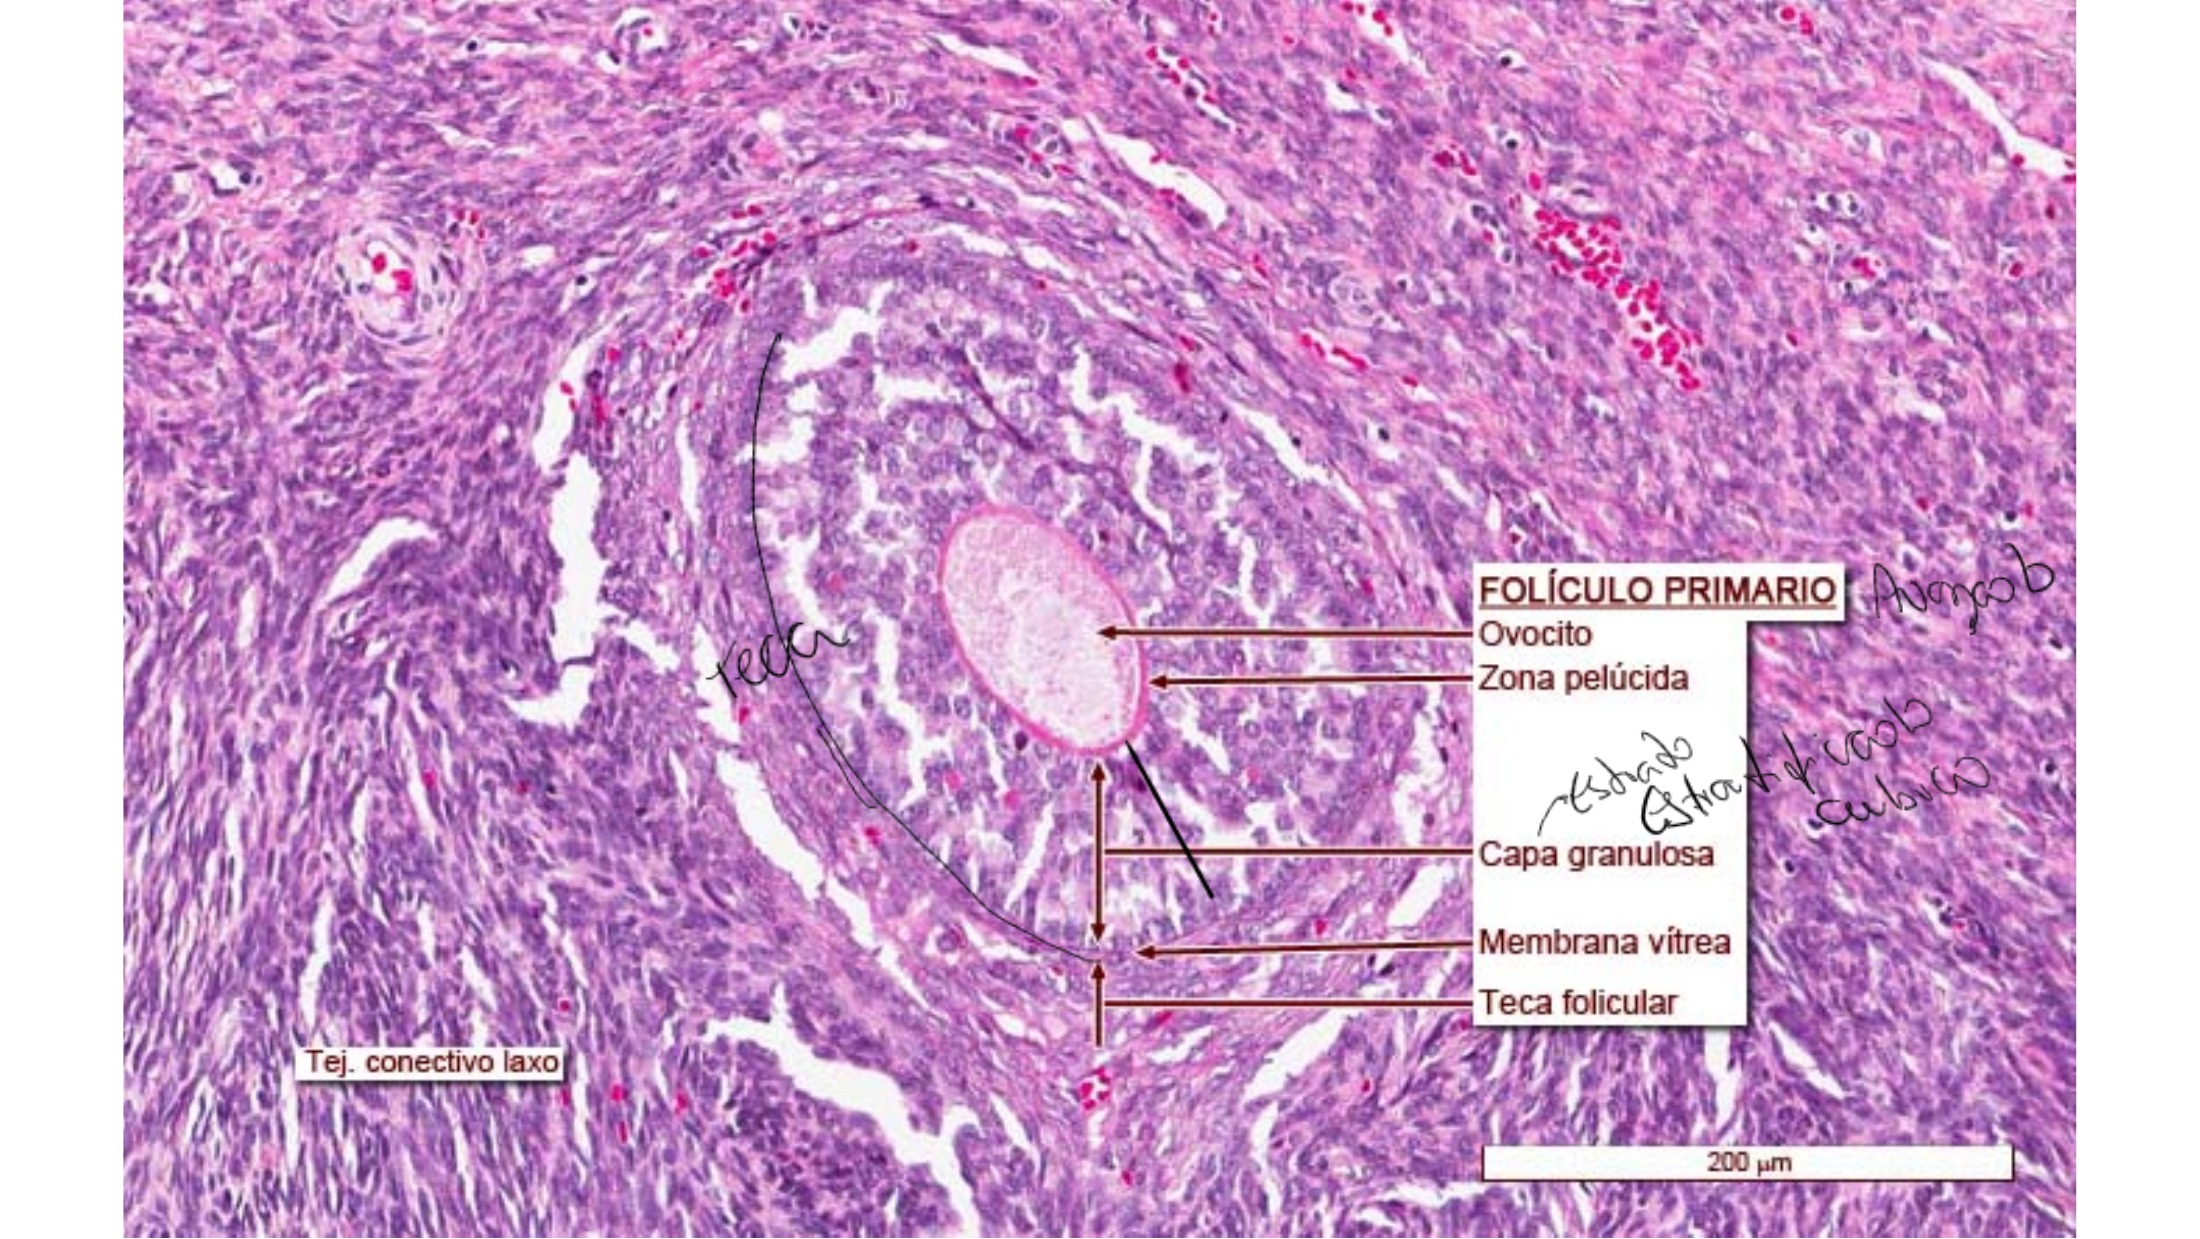 FOLÍCULO PRIMARIO Avanzado
Ovocito
Zona pelúcida
Teca
Estrado
Estratificado
cubico
Capa granulosa
Membrana vítrea
Teca folicular
Tej. conectivo laxo
200 µm